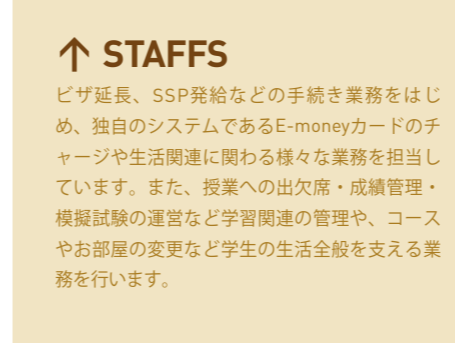 ↑ STAFFS
ビザ延長、SSP発給などの手続き業務をはじ
め、独自のシステムであるE-moneyカードのチ
ャージや生活関連に関わる様々な業務を担当し
ています。また、授業への出欠席・成績管理・
模擬試験の運営など学習関連の管理や、コース
やお部屋の変更など学生の生活全般を支える業
務を行います。